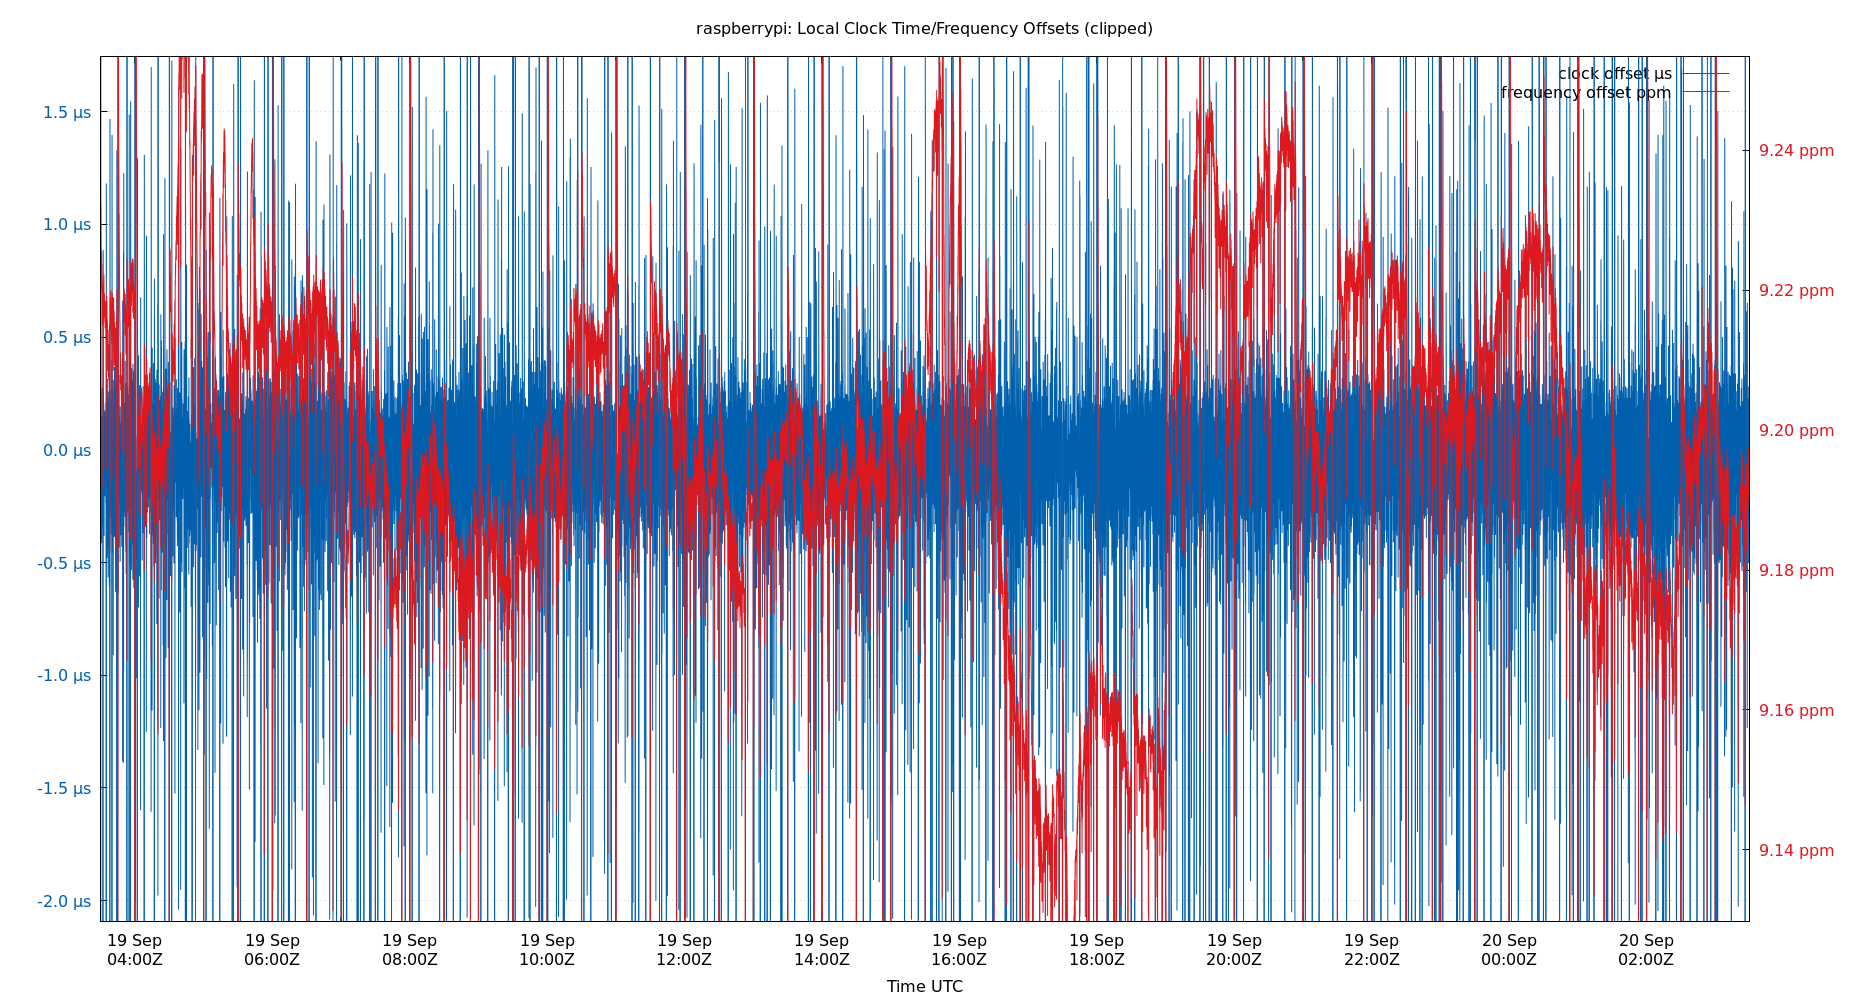 raspberrypi: Local Clock Time/Frequency Offsets (clipped)
clock offset µs
frequency offset ppm
1.5 µs
1.0 µs
0.5 µs
0.0 µs
-0.5 µs
-1.0 µs
-1.5 µs
-2.0 µs
9.24 ppm
9.22 ppm
9.20 ppm
9.18 ppm
9.16 ppm
9.14 ppm
19 Sep 19 Sep 19 Sep 19 Sep 19 Sep 19 Sep 19 Sep 19 Sep 19 Sep 19 Sep 20 Sep 20 Sep
04:00Z 06:00Z 08:00Z 10:00Z 12:00Z 14:00Z 16:00Z 18:00Z 20:00Z 22:00Z 00:00Z 02:00Z
Time UTC